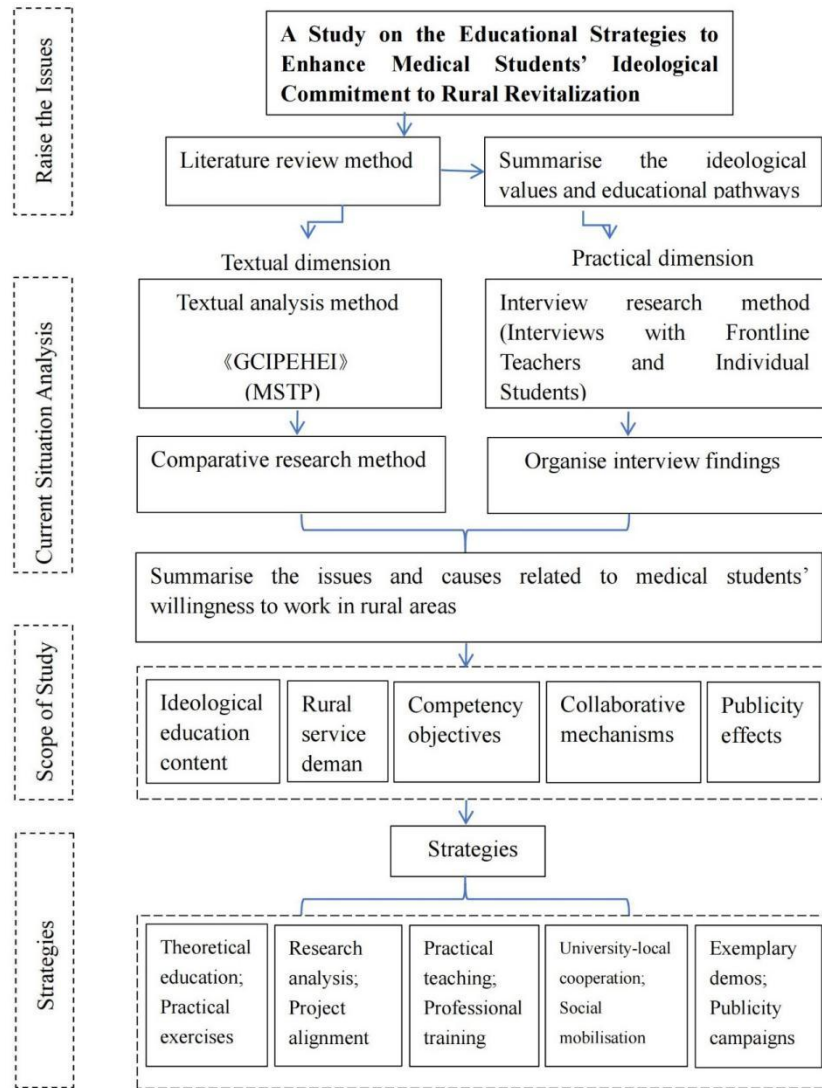 Raise the Issues
A Study on the Educational Strategies to
Enhance Medical Students' Ideological
Commitment to Rural Revitalization
Literature review method
Summarise the ideological
values and educational pathways
Current Situation Analysis
Textual dimension
Practical dimension
Textual analysis method
《GCIPEHEI》
(MSTP)
Interview research method
(Interviews with Frontline
Teachers and Individual
Students)
Comparative research method
Organise interview findings
Summarise the issues and causes related to medical students'
willingness to work in rural areas
Scope of Study
Ideological
education
content
Rural
service
deman
Competency
objectives
Collaborative
mechanisms
Publicity
effects
Strategies
Strategies
Theoretical
education;
Practical
exercises
Research
analysis;
Project
alignment
Practical
teaching;
Professional
training
University-local
cooperation;
Social
mobilisation
Exemplary
demos;
Publicity
campaigns